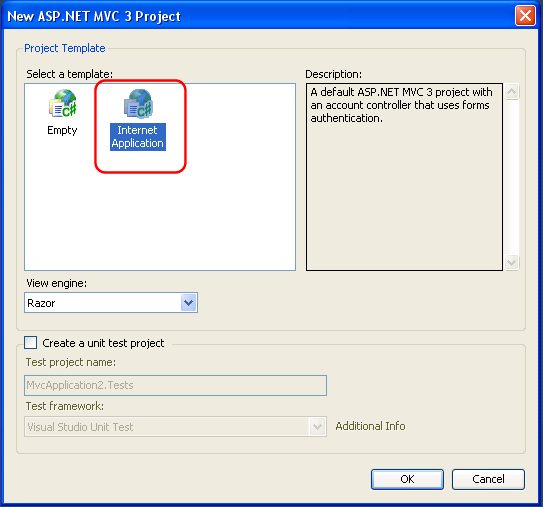 New ASP.NET MVC 3 Project
Project Template
Select a template:
Description:
Empty
Internet
Application
A default ASP.NET MVC 3 project with
an account controller that uses forms
authentication.
View engine:
Razor
Create a unit test project
Test project name:
MvcApplication2.Tests
Test framework:
Visual Studio Unit Test
Additional Info
OK
Cancel